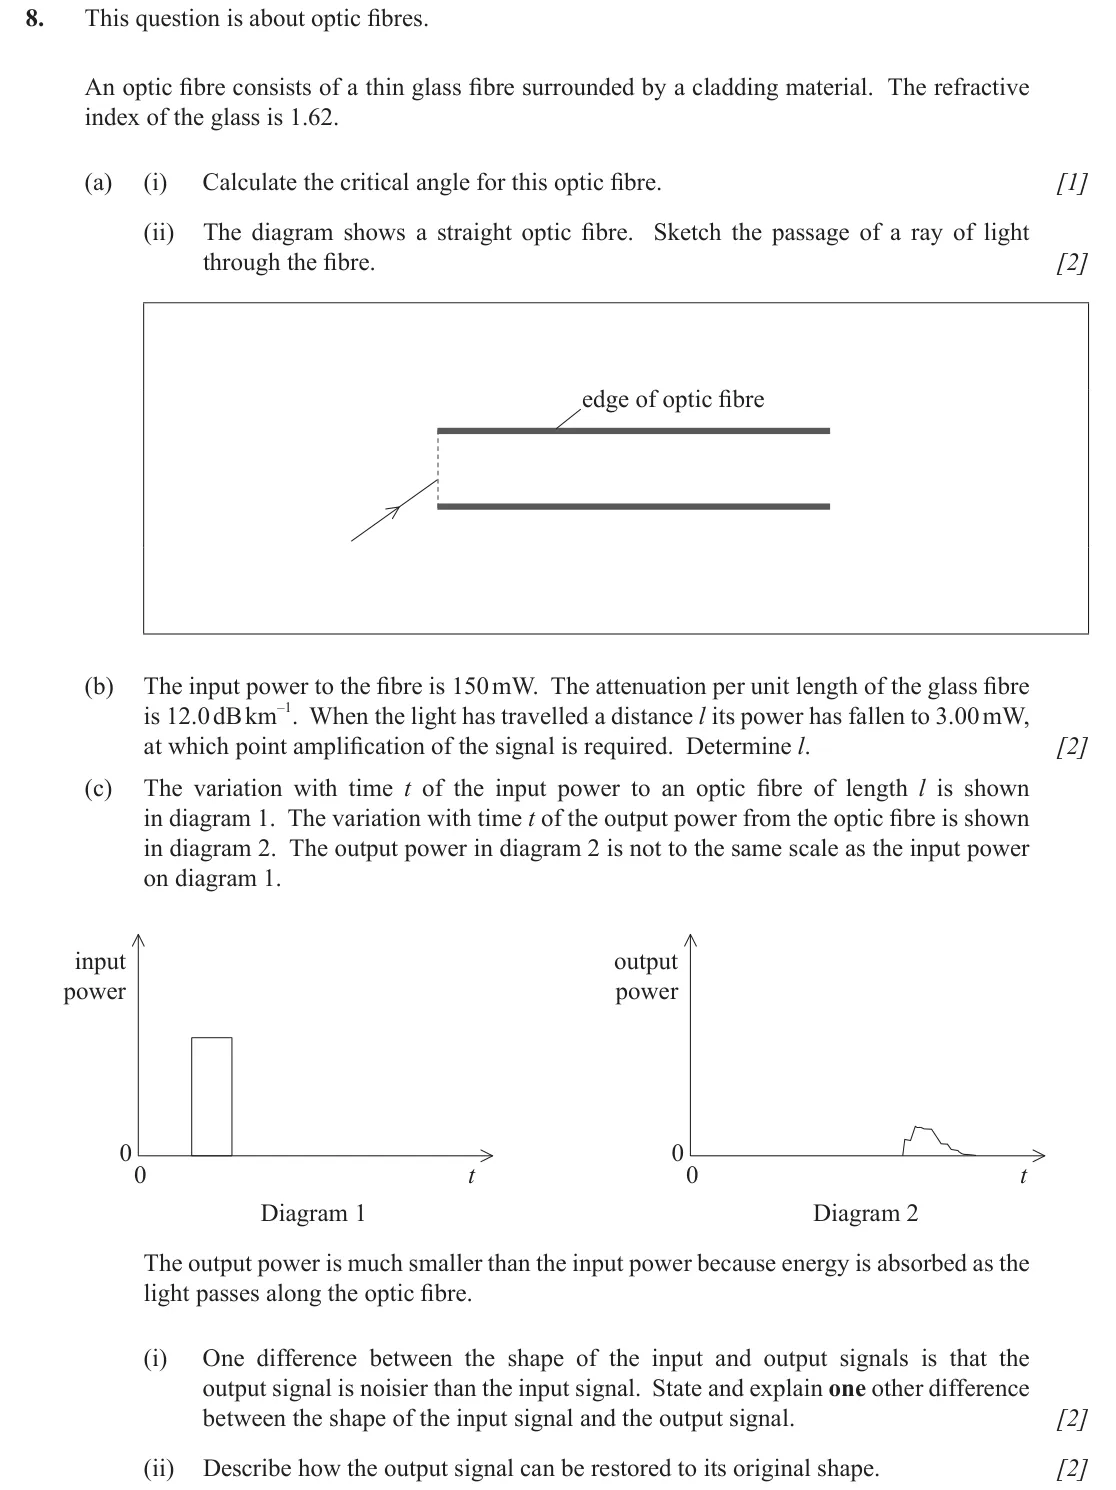 8. This question is about optic fibres.
An optic fibre consists of a thin glass fibre surrounded by a cladding material. The refractive
index of the glass is 1.62.
(a) (i) Calculate the critical angle for this optic fibre. [1]
(ii) The diagram shows a straight optic fibre. Sketch the passage of a ray of light
through the fibre. [2]
edge of optic fibre
(b) The input power to the fibre is 150 mW. The attenuation per unit length of the glass fibre
is 12.0 dB km⁻¹. When the light has travelled a distance l its power has fallen to 3.00 mW,
at which point amplification of the signal is required. Determine l. [2]
(c) The variation with time t of the input power to an optic fibre of length l is shown
in diagram 1. The variation with time t of the output power from the optic fibre is shown
in diagram 2. The output power in diagram 2 is not to the same scale as the input power
on diagram 1.
input
power
0
0
t
Diagram 1
output
power
0
0
t
Diagram 2
The output power is much smaller than the input power because energy is absorbed as the
light passes along the optic fibre.
(i) One difference between the shape of the input and output signals is that the
output signal is noisier than the input signal. State and explain one other difference
between the shape of the input signal and the output signal. [2]
(ii) Describe how the output signal can be restored to its original shape. [2]